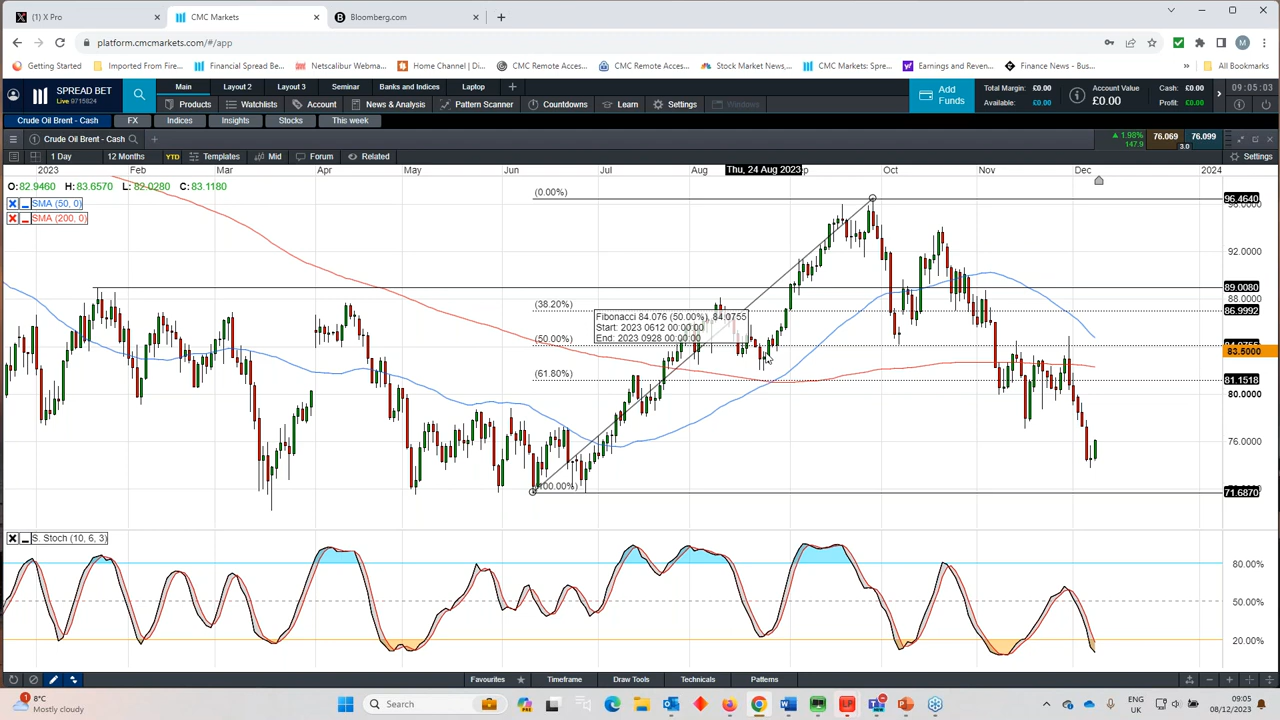 (1) X Pro
CMC Markets
Bloomberg.com
platform.cmcmarkets.com/#/app
Getting Started
Imported From Fire...
Financial Spread Be...
Netscalibur Webmail...
Home Channel | Di...
CMC Remote Acces...
CMC Remote Acces...
Stock Market News,...
CMC Markets: Spre...
Earnings and Reven...
Finance News - Bus...
All Bookmarks
SPREAD BET
Live 9715824
Main
Layout 2
Layout 3
Seminar
Banks and Indices
Laptop
Products
Watchlists
Account
News & Analysis
Pattern Scanner
Countdowns
Learn
Settings
Windows
Add Funds
Total Margin: £0.00
Available: £0.00
Account Value
£0.00
Cash: £0.00
Profit: £0.00
09:05:03
Crude Oil Brent - Cash
FX
Indices
Insights
Stocks
This week
1 Crude Oil Brent - Cash
1.98%
147.9
76.069
3.0
76.099
1 Day
12 Months
YTD
Templates
Mid
Forum
Related
Settings
2023
Feb
Mar
Apr
May
Jun
Jul
Aug
Thu, 24 Aug 2023
Oct
Nov
Dec
2024
O:82.9460 H:83.6570 L:82.0280 C:83.1180
SMA (50, 0)
SMA (200, 0)
(0.00%)
96.4640
92.0000
89.0080
88.0000
(38.20%)
86.9992
Fibonacci 84.076 (50.00%), 84.0755
Start: 2023 0612 00:00:00
End: 2023 0928 00:00:00
(50.00%)
83.5000
(61.80%)
81.1518
80.0000
76.0000
(100.00%)
71.6870
S. Stoch (10, 6, 3)
80.00%
50.00%
20.00%
Favourites
Timeframe
Draw Tools
Technicals
Patterns
8°C
Mostly cloudy
Search
ENG
UK
09:05
08/12/2023